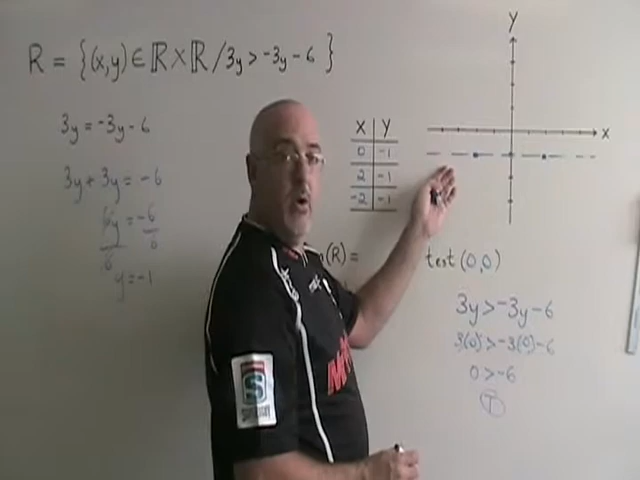 R = {(x,y) ∈ ℝ X ℝ / 3y > -3y - 6 }
3y = -3y - 6
3y + 3y = -6
6y = -6
6 6
y = -1
X Y
0 -1
2 -1
-2 -1
Y
X
(R) =
test (0,0)
3y > -3y - 6
3(0) > -3(0) - 6
0 > -6
T
S